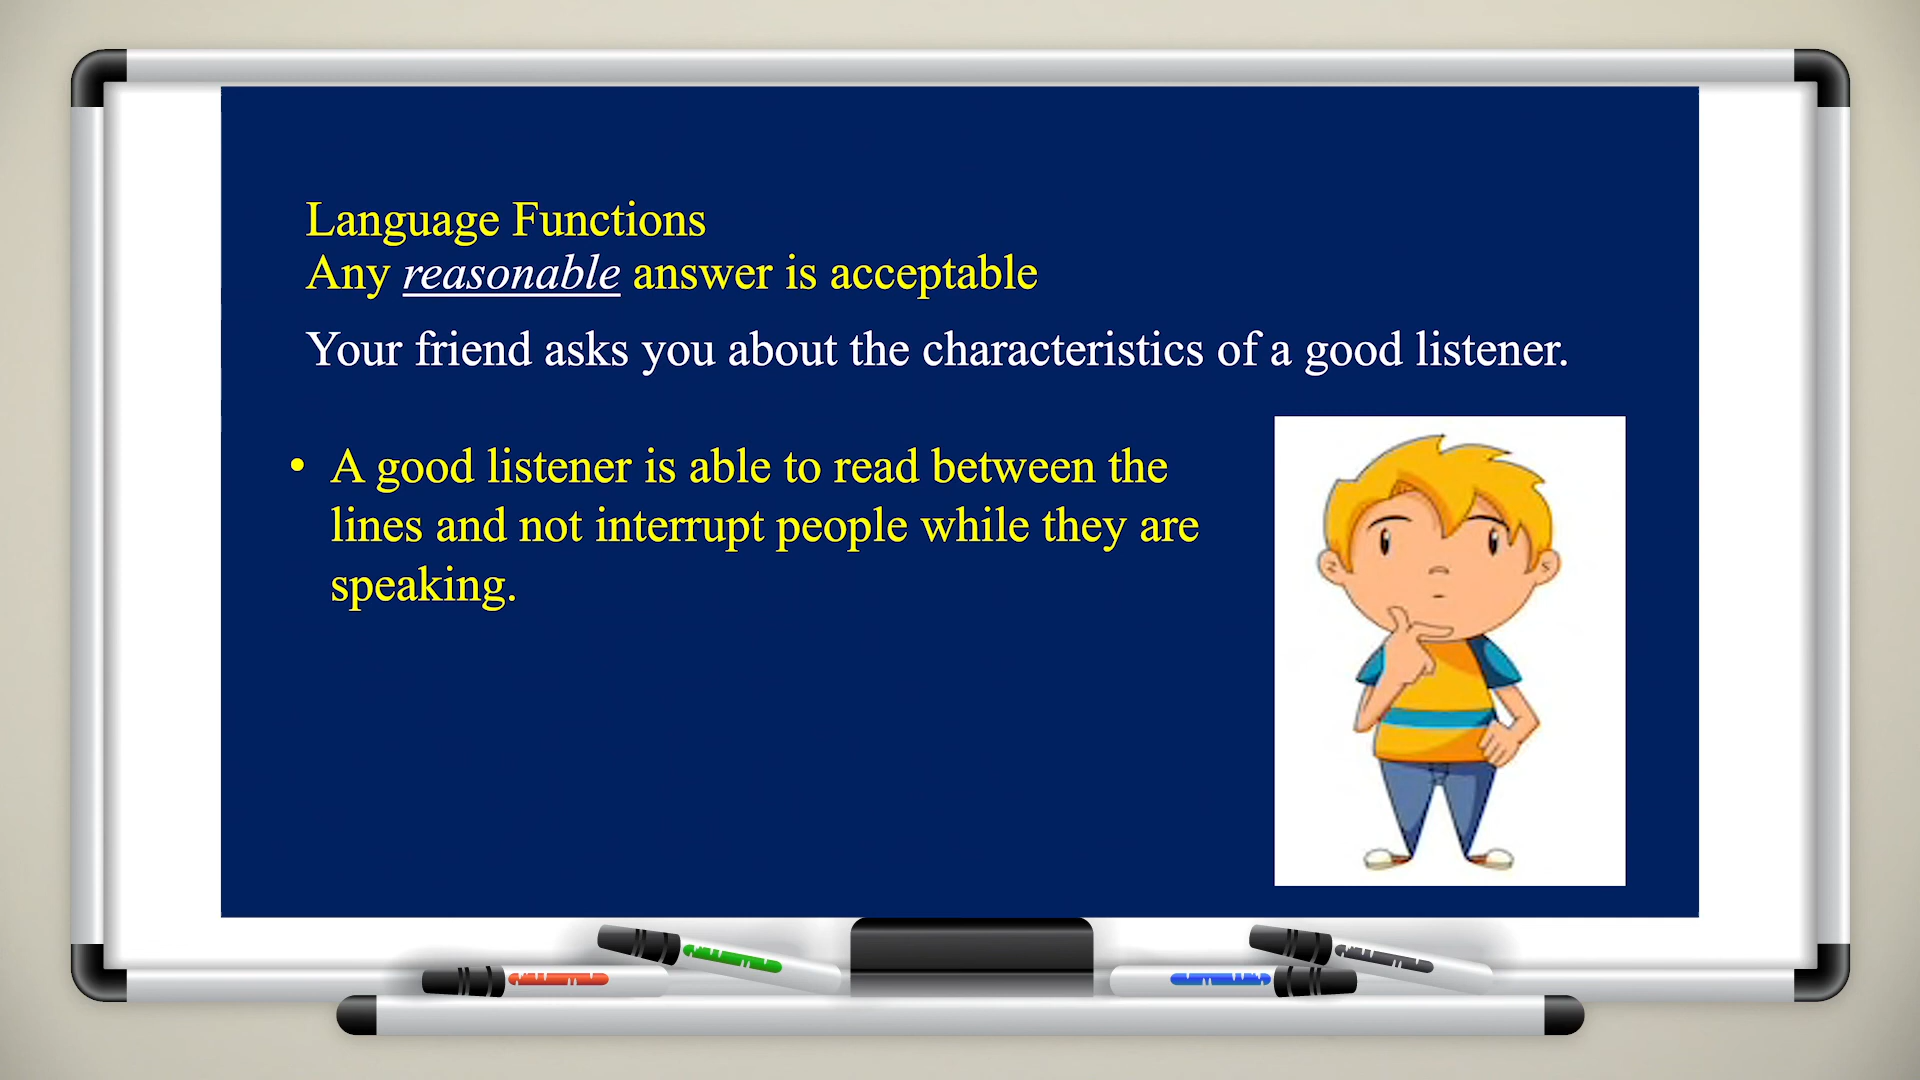 Language Functions
Any reasonable answer is acceptable
Your friend asks you about the characteristics of a good listener.
• A good listener is able to read between the
lines and not interrupt people while they are
speaking.